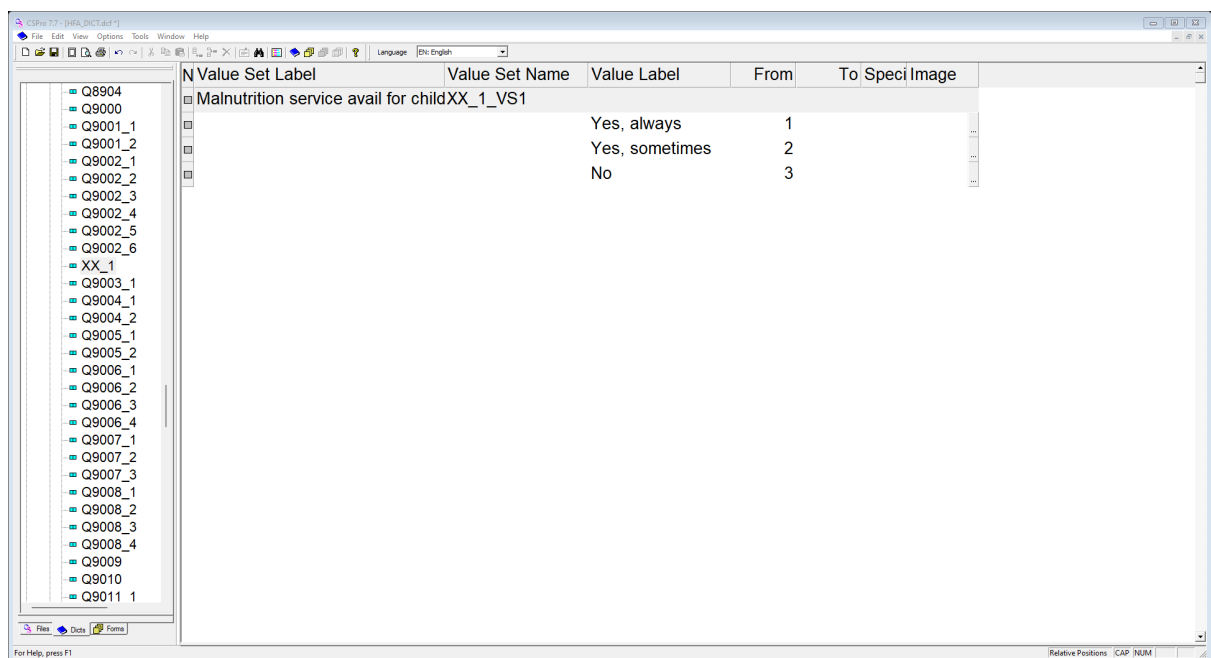 CSPro 7.7 - [HFA_DICT.dcf *]
File Edit View Options Tools Window Help
Language EN: English
N Value Set Label Value Set Name Value Label From To Speci Image
Malnutrition service avail for child XX_1_VS1
Yes, always 1 ...
Yes, sometimes 2 ...
No 3 ...
Q8904
Q9000
Q9001_1
Q9001_2
Q9002_1
Q9002_2
Q9002_3
Q9002_4
Q9002_5
Q9002_6
XX_1
Q9003_1
Q9004_1
Q9004_2
Q9005_1
Q9005_2
Q9006_1
Q9006_2
Q9006_3
Q9006_4
Q9007_1
Q9007_2
Q9007_3
Q9008_1
Q9008_2
Q9008_3
Q9008_4
Q9009
Q9010
Q9011_1
Files Dicts Forms
For Help, press F1 Relative Positions CAP NUM